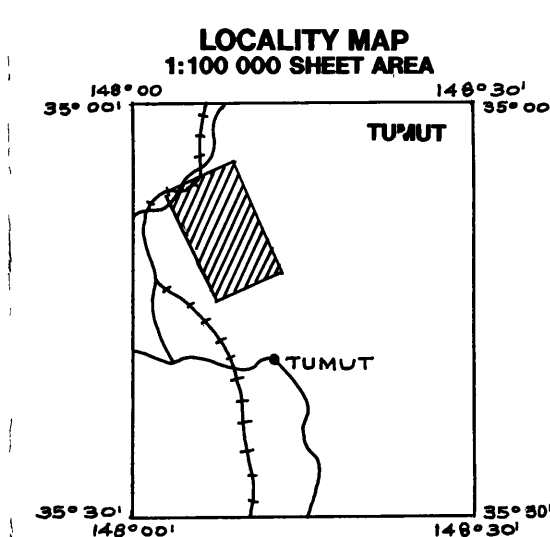 LOCALITY MAP
1:100 000 SHEET AREA
148° 00 148° 30'
35° 00' 35° 00
TUMUT
TUMUT
35° 30' 35° 30'
148° 00' 148° 30'